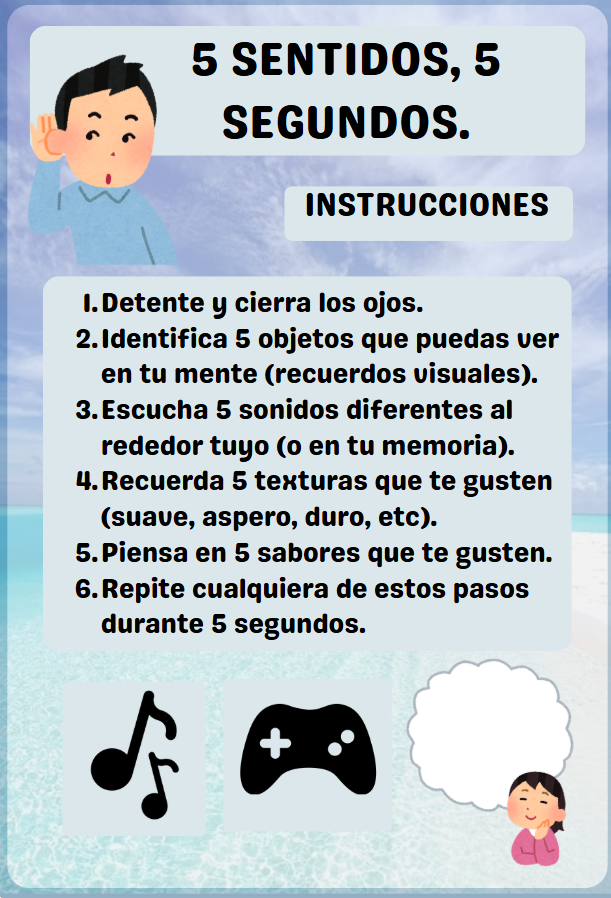 5 SENTIDOS, 5
SEGUNDOS.
INSTRUCCIONES
1. Detente y cierra los ojos.
2. Identifica 5 objetos que puedas ver
en tu mente (recuerdos visuales).
3. Escucha 5 sonidos diferentes al
rededor tuyo (o en tu memoria).
4. Recuerda 5 texturas que te gusten
(suave, aspero, duro, etc).
5. Piensa en 5 sabores que te gusten.
6. Repite cualquiera de estos pasos
durante 5 segundos.